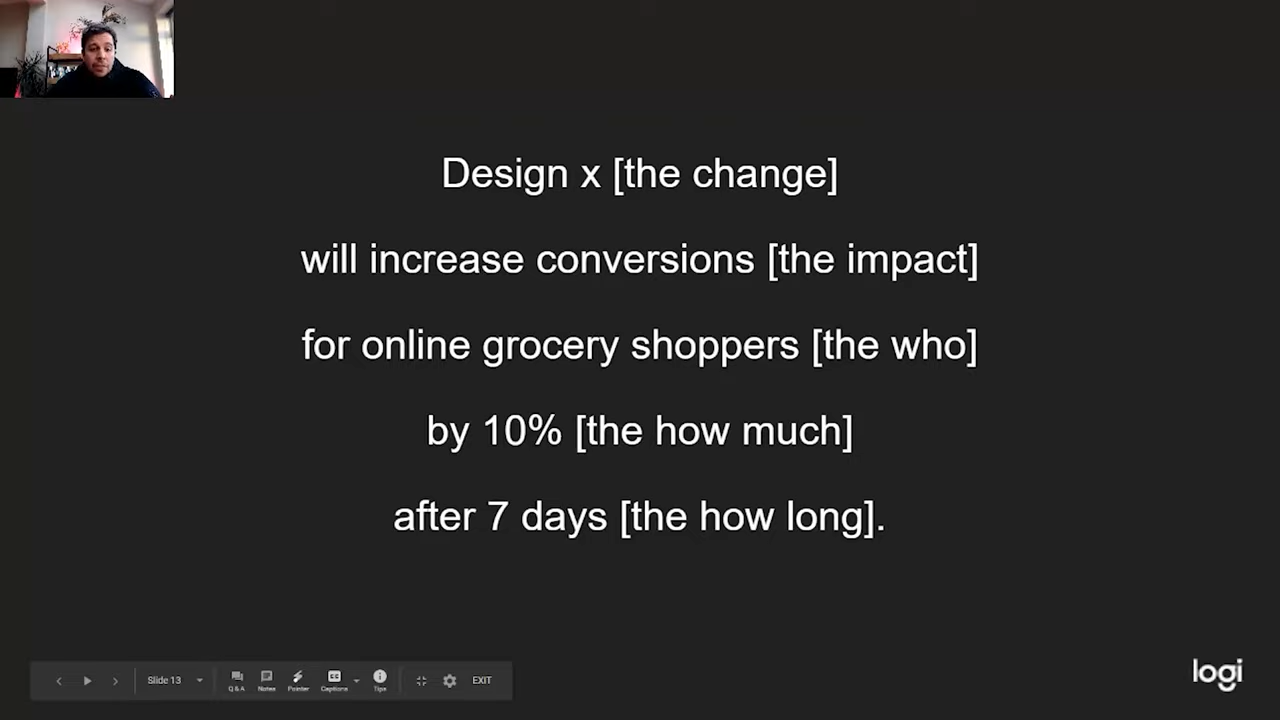 Design x [the change]
will increase conversions [the impact]
for online grocery shoppers [the who]
by 10% [the how much]
after 7 days [the how long].
Slide 13
Q & A
Notes
Pointer
Captions
Tips
EXIT
logi